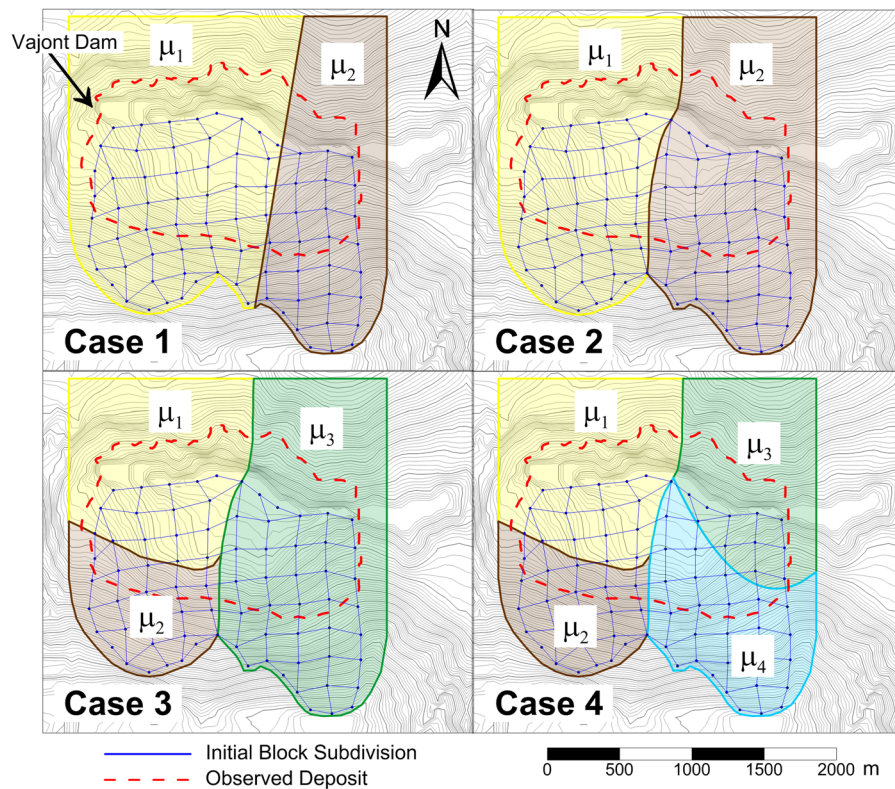 Vajont Dam
μ1
μ2
N
μ1
μ2
Case 1
Case 2
μ1
μ3
μ1
μ3
μ2
μ2
μ4
Case 3
Case 4
Initial Block Subdivision
Observed Deposit
0 500 1000 1500 2000 m